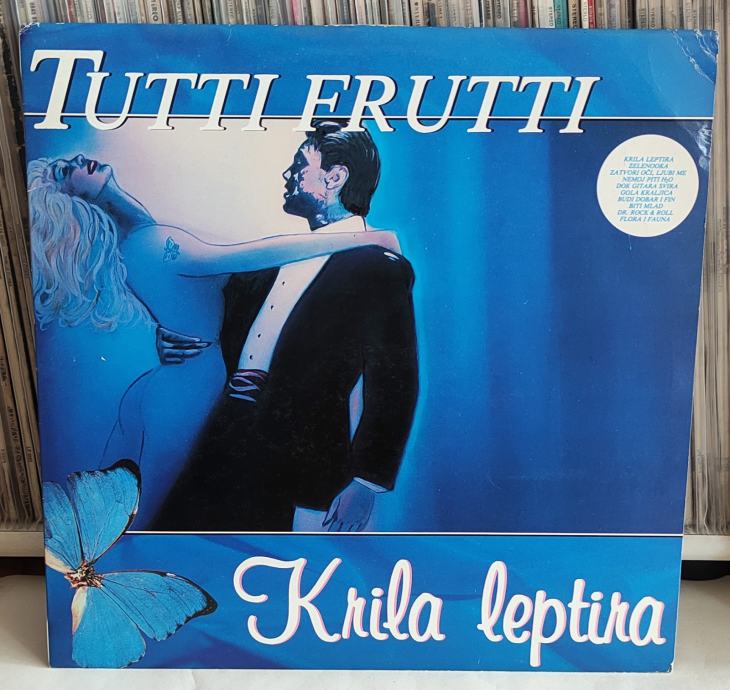 TUTTI FRUTTI
KRILA LEPTIRA
ZELENOOKA
ZATVORI OČI, LJUBI ME
NEMOJ PITI H₂O
DOK GITARA SVIRA
GOLA KRALJICA
BUDI DOBAR I FIN
BITI MLAD
DR. ROCK & ROLL
FLORA I FAUNA
Krila leptira